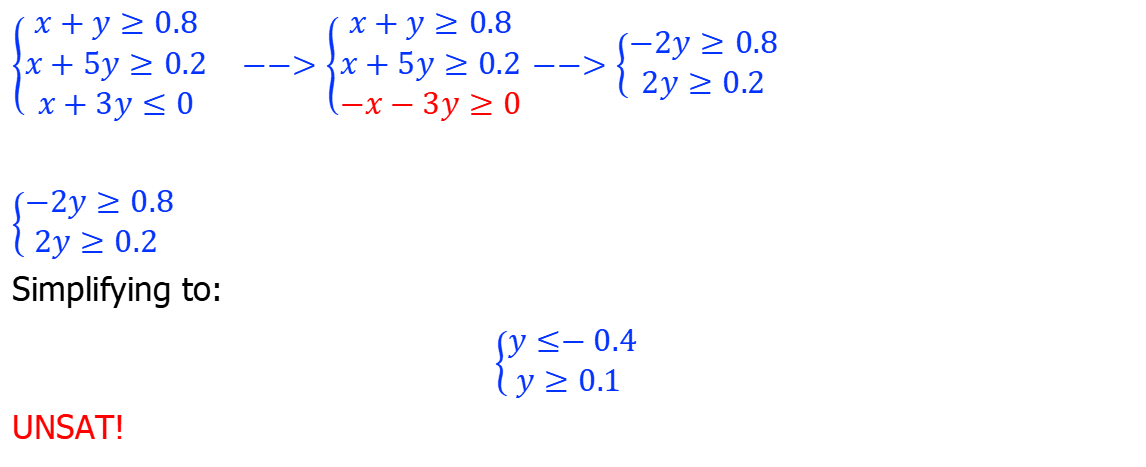 x + y ≥ 0.8 x + y ≥ 0.8
x + 5y ≥ 0.2 --> x + 5y ≥ 0.2 --> -2y ≥ 0.8
x + 3y ≤ 0 -x - 3y ≥ 0 2y ≥ 0.2
-2y ≥ 0.8
2y ≥ 0.2
Simplifying to:
y ≤- 0.4
y ≥ 0.1
UNSAT!